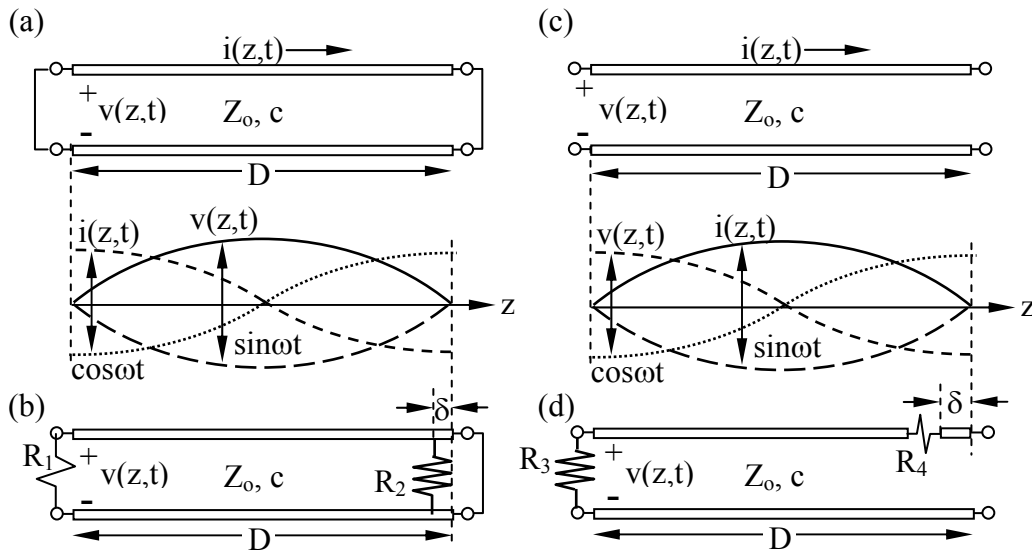 (a)
i(z,t)
+
v(z,t)
-
Zₒ, c
D
i(z,t)
v(z,t)
z
sinωt
cosωt
(b)
δ
R₁
+
v(z,t)
-
Zₒ, c
R₂
D
(c)
i(z,t)
+
v(z,t)
-
Zₒ, c
D
v(z,t)
i(z,t)
z
sinωt
cosωt
(d)
δ
R₃
+
v(z,t)
-
Zₒ, c
R₄
D